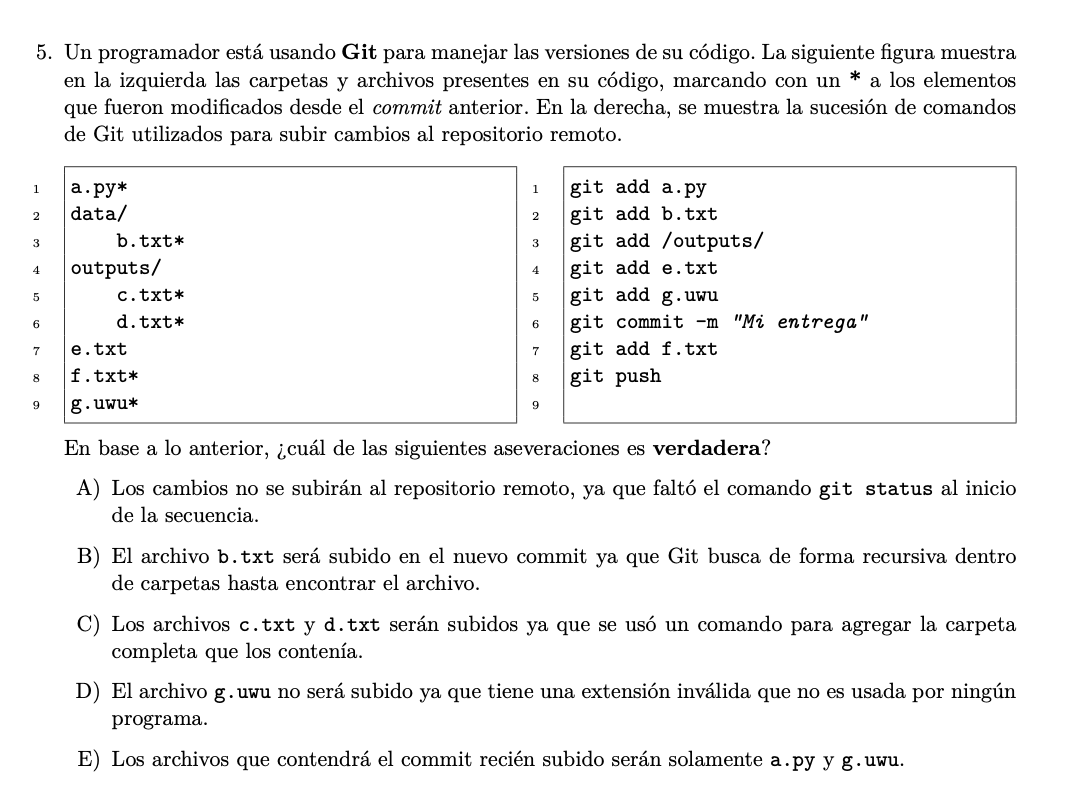 5. Un programador está usando Git para manejar las versiones de su código. La siguiente figura muestra
en la izquierda las carpetas y archivos presentes en su código, marcando con un * a los elementos
que fueron modificados desde el commit anterior. En la derecha, se muestra la sucesión de comandos
de Git utilizados para subir cambios al repositorio remoto.
1 a.py*
2 data/
3 b.txt*
4 outputs/
5 c.txt*
6 d.txt*
7 e.txt
8 f.txt*
9 g.uwu*
1 git add a.py
2 git add b.txt
3 git add /outputs/
4 git add e.txt
5 git add g.uwu
6 git commit -m "Mi entrega"
7 git add f.txt
8 git push
9
En base a lo anterior, ¿cuál de las siguientes aseveraciones es verdadera?
A) Los cambios no se subirán al repositorio remoto, ya que faltó el comando git status al inicio
de la secuencia.
B) El archivo b.txt será subido en el nuevo commit ya que Git busca de forma recursiva dentro
de carpetas hasta encontrar el archivo.
C) Los archivos c.txt y d.txt serán subidos ya que se usó un comando para agregar la carpeta
completa que los contenía.
D) El archivo g.uwu no será subido ya que tiene una extensión inválida que no es usada por ningún
programa.
E) Los archivos que contendrá el commit recién subido serán solamente a.py y g.uwu.